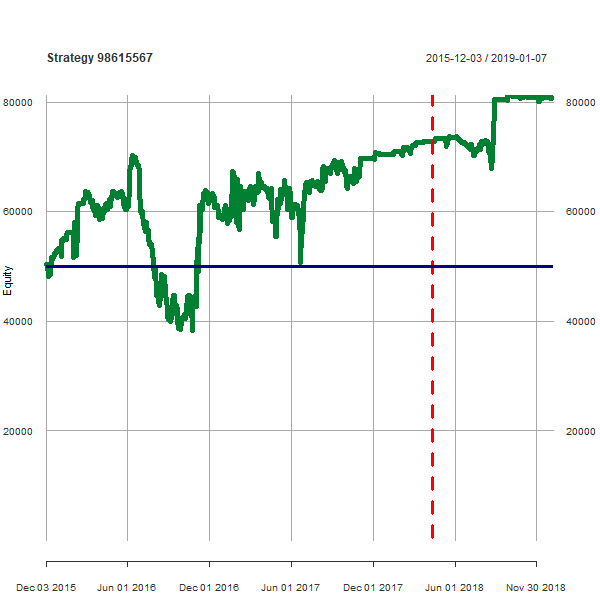 Strategy 98615567
2015-12-03 / 2019-01-07
80000 80000
60000 60000
Equity
40000 40000
20000 20000
Dec 03 2015 Jun 01 2016 Dec 01 2016 Jun 01 2017 Dec 01 2017 Jun 01 2018 Nov 30 2018